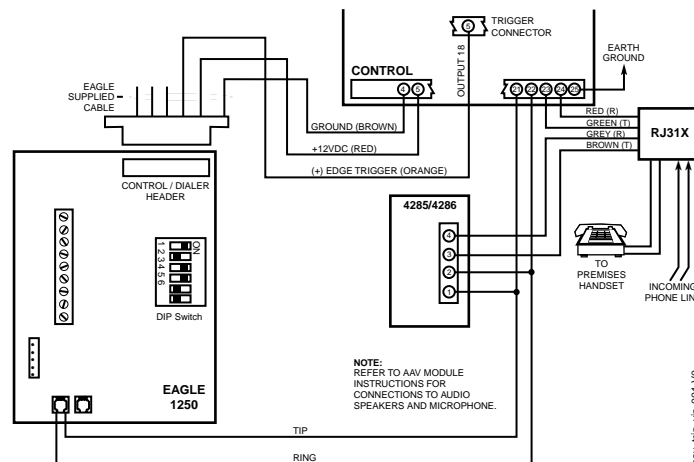 TRIGGER
CONNECTOR
5
OUTPUT 18
EARTH
GROUND
CONTROL
4 5
21 22 23 24 25
EAGLE
SUPPLIED
CABLE
RED (R)
GREEN (T)
GREY (R)
BROWN (T)
RJ31X
GROUND (BROWN)
+12VDC (RED)
(+) EDGE TRIGGER (ORANGE)
CONTROL / DIALER
HEADER
4285/4286
4
3
2
1
ON
1 2 3 4 5 6
DIP Switch
TO
PREMISES
HANDSET
INCOMING
PHONE LIN
NOTE:
REFER TO AAV MODULE
INSTRUCTIONS FOR
CONNECTIONS TO AUDIO
SPEAKERS AND MICROPHONE.
EAGLE
1250
TIP
RING